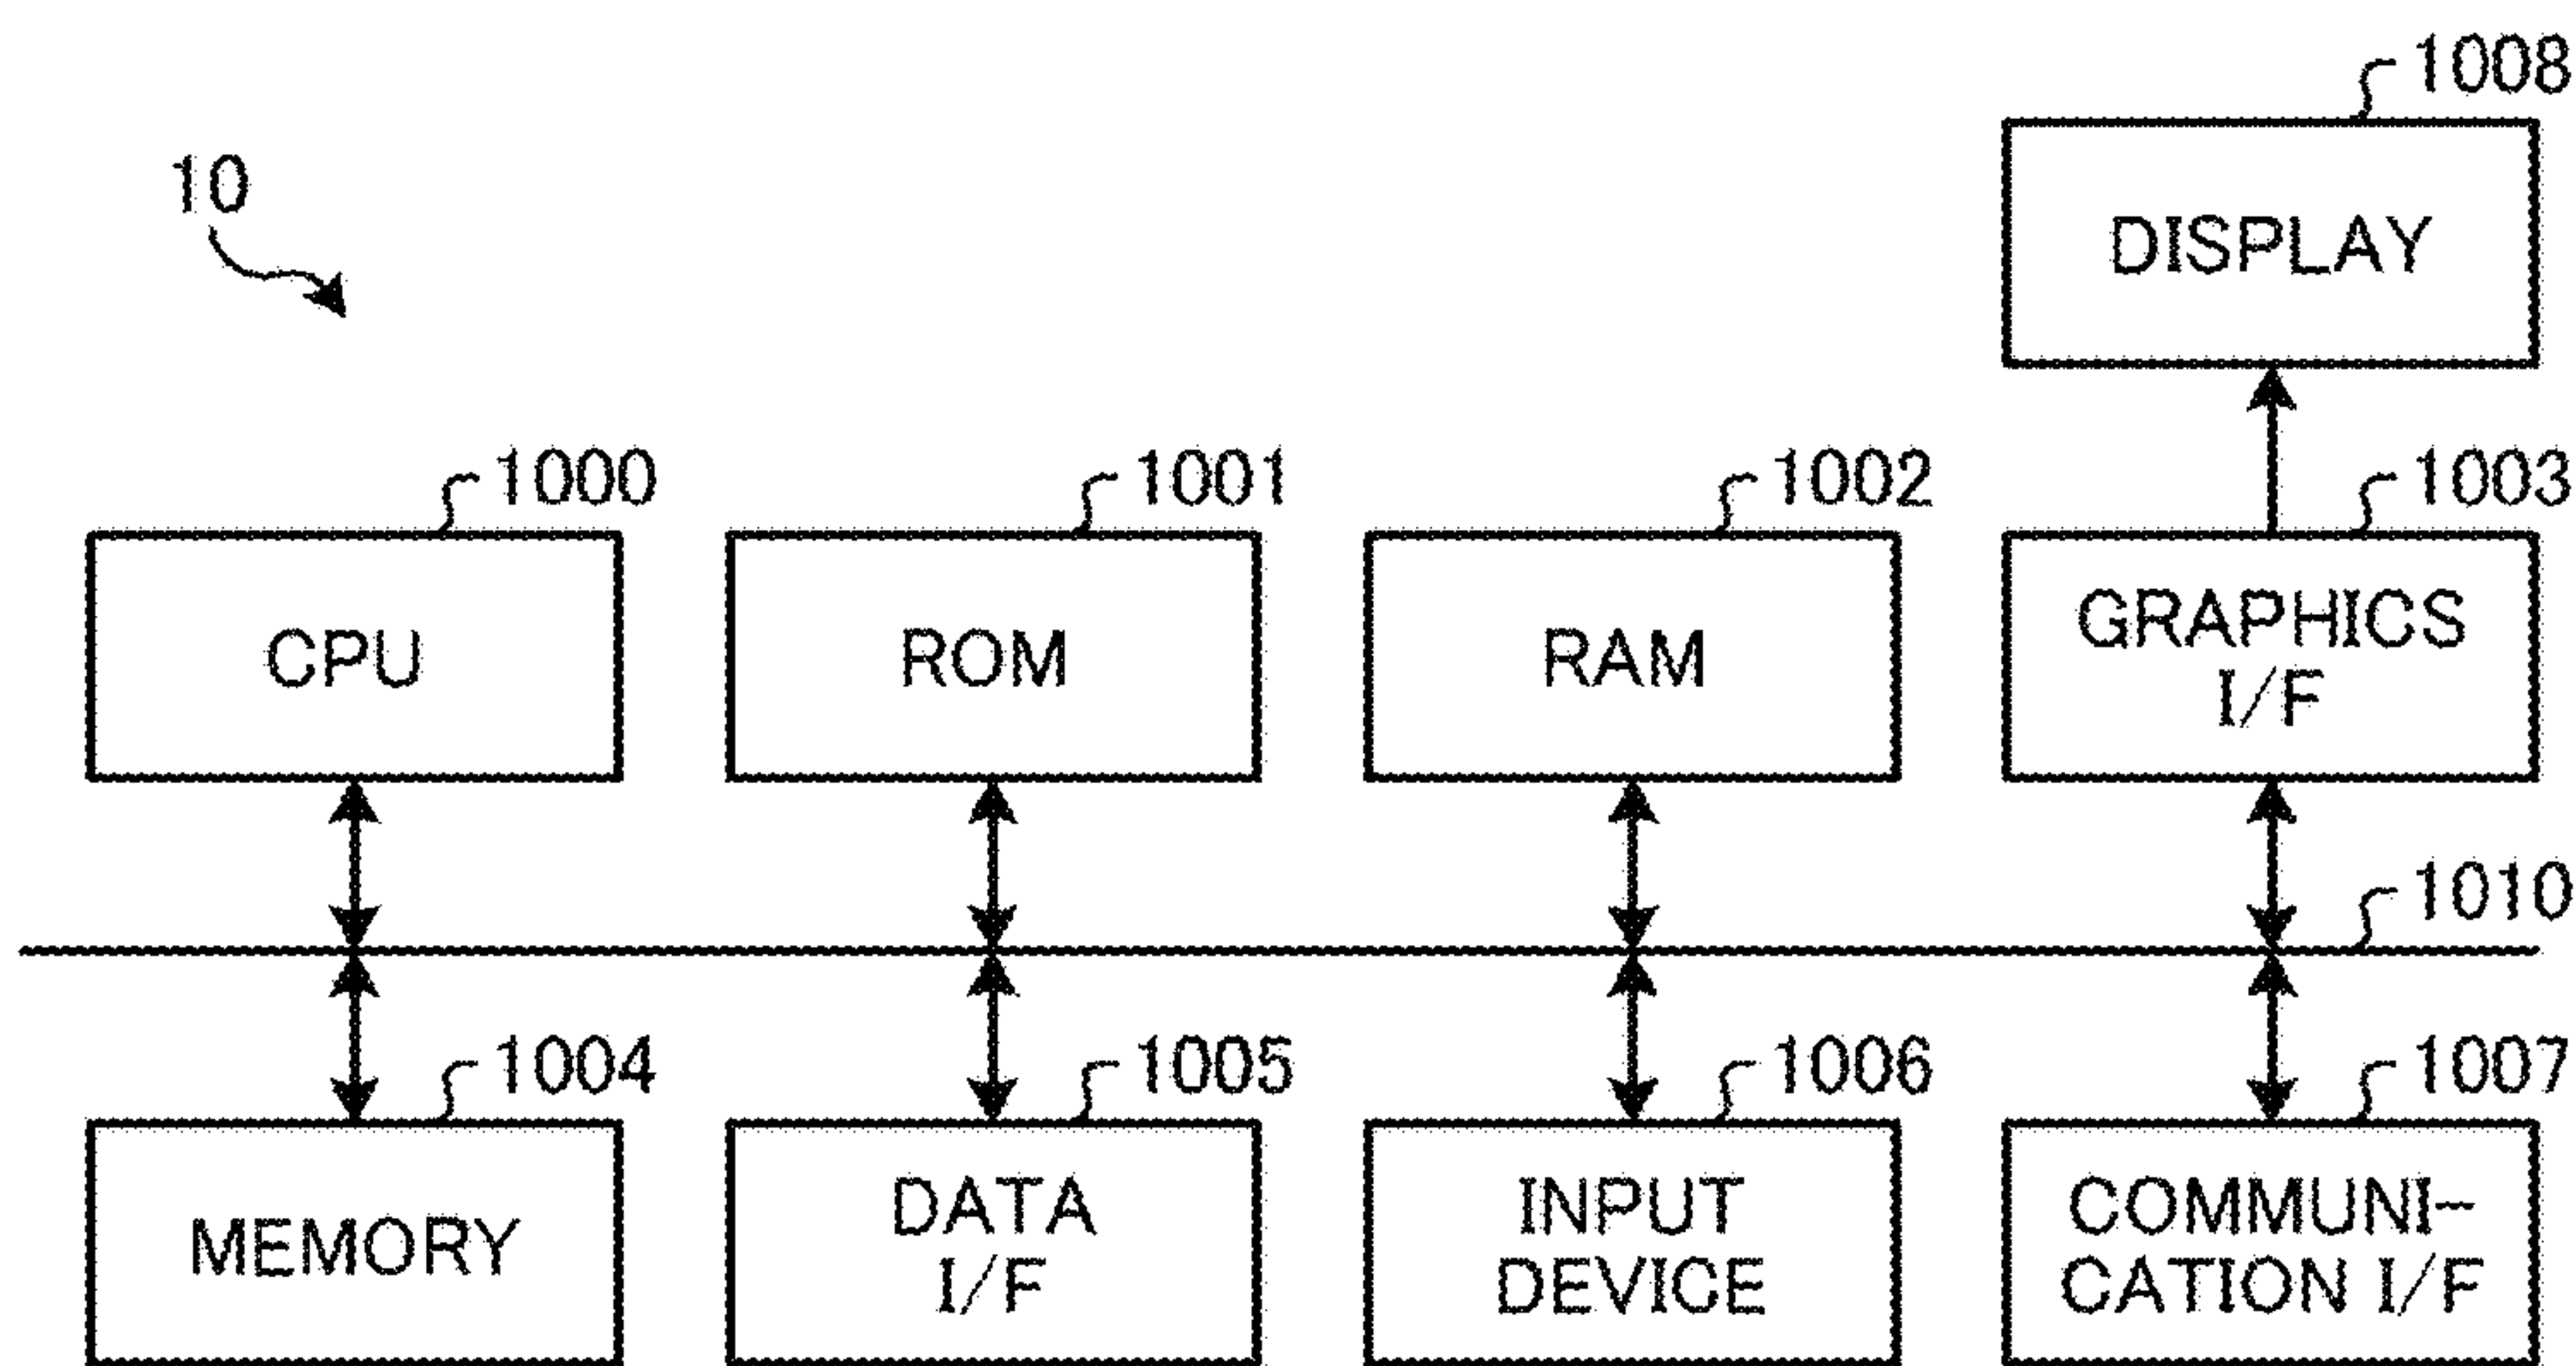 1008
10
DISPLAY
1000
1001
1002
1003
CPU
ROM
RAM
GRAPHICS
I/F
1010
1004
1005
1006
1007
MEMORY
DATA
I/F
INPUT
DEVICE
COMMUNI-
CATION I/F